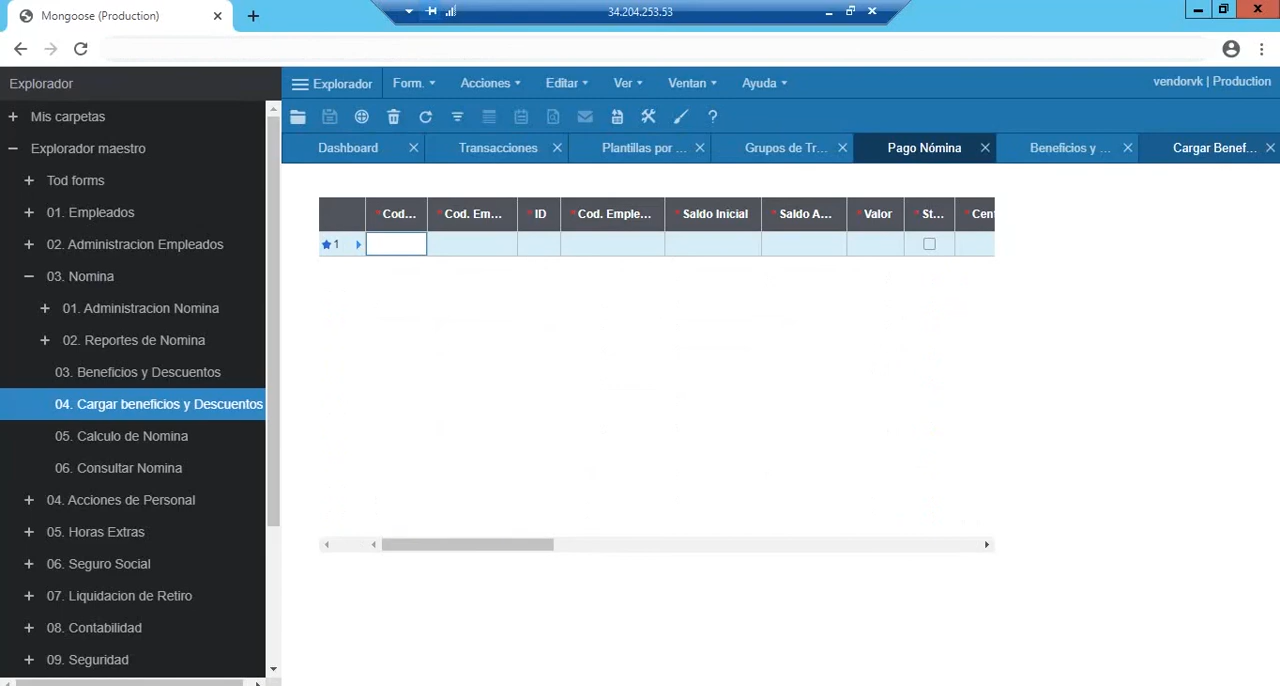 Mongoose (Production)
34.204.253.53
Explorador
Explorador
Form.
Acciones
Editar
Ver
Ventan
Ayuda
vendorvk | Production
Dashboard
Transacciones
Plantillas por ...
Grupos de Tr...
Pago Nómina
Beneficios y ...
Cargar Benef...
Mis carpetas
Explorador maestro
Tod forms
01. Empleados
02. Administracion Empleados
03. Nomina
01. Administracion Nomina
02. Reportes de Nomina
03. Beneficios y Descuentos
04. Cargar beneficios y Descuentos
05. Calculo de Nomina
06. Consultar Nomina
04. Acciones de Personal
05. Horas Extras
06. Seguro Social
07. Liquidacion de Retiro
08. Contabilidad
09. Seguridad
* Cod...
* Cod. Em...
* ID
* Cod. Emple...
* Saldo Inicial
* Saldo A...
* Valor
* St...
* Cent
1